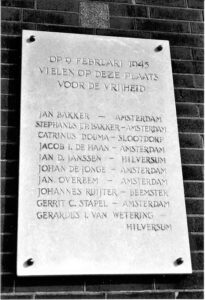 OP 9 FEBRUARI 1945
VIELEN OP DEZE PLAATS
VOOR DE VRIJHEID
JAN BAKKER – AMSTERDAM
STEPHANUS J.F. BAKKER – AMSTERDAM
CATRINUS DOUMA – SLOOTDORP
JACOB F. DE HAAN – AMSTERDAM
JAN D. JANSSEN – HILVERSUM
JOHAN DE JONGE – AMSTERDAM
JAN OVERBEM – AMSTERDAM
JOHANNES RUIJTER – BEEMSTER
GERRIT C. STAPEL – AMSTERDAM
GERARDUS VAN WETERING –
HILVERSUM